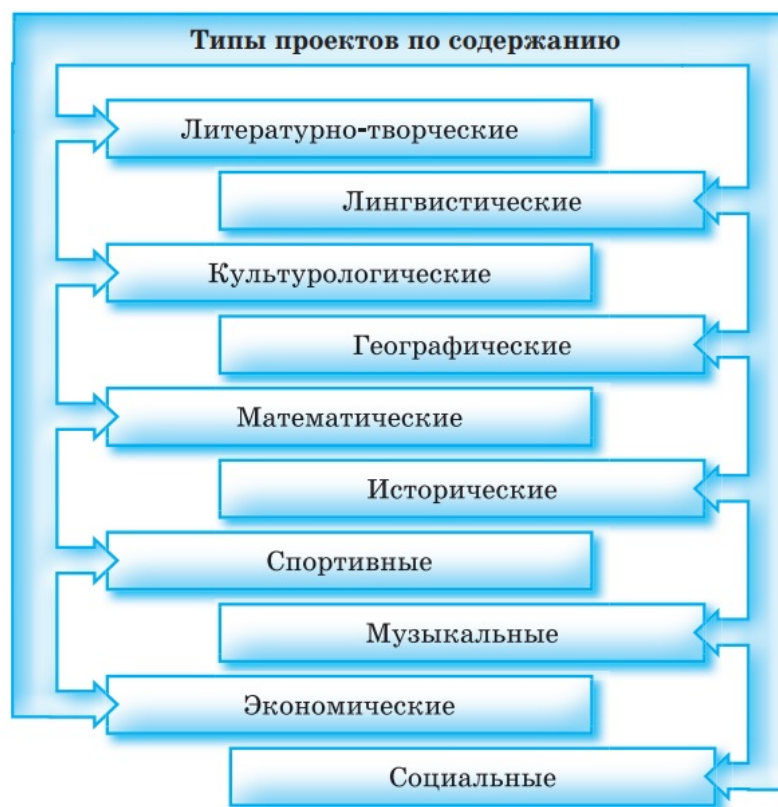 Типы проектов по содержанию
Литературно-творческие
Лингвистические
Культурологические
Географические
Математические
Исторические
Спортивные
Музыкальные
Экономические
Социальные